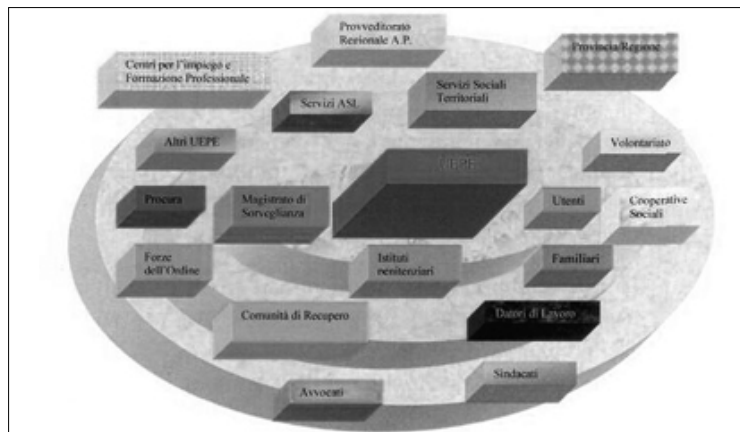 Provveditorato
Regionale A.P.
Provincia/Regione
Centri per l'impiego e
Formazione Professionale
Servizi Sociali
Territoriali
Servizi ASL
Altri UEPE
Volontariato
UEPE
Procura
Magistrato di
Sorveglianza
Utenti
Cooperative
Sociali
Forze
dell'Ordine
Istituti
penitenziari
Familiari
Comunità di Recupero
Datori di Lavoro
Sindacati
Avvocati